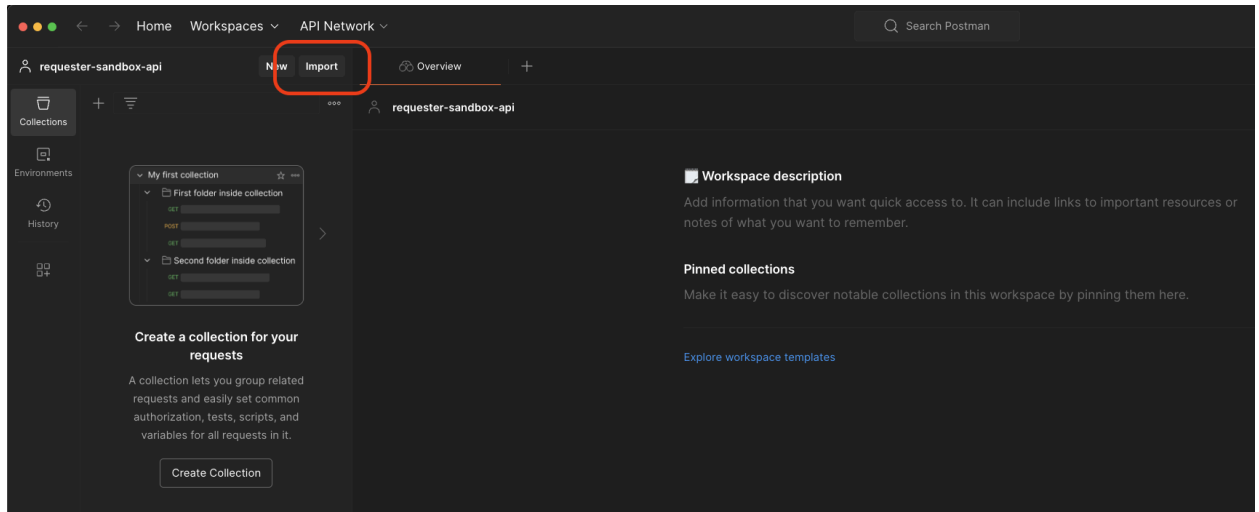 Home Workspaces API Network Search Postman
requester-sandbox-api New Import Overview
requester-sandbox-api
Collections
Environments
History
My first collection
First folder inside collection
GET
POST
GET
Second folder inside collection
GET
GET
Create a collection for your
requests
A collection lets you group related
requests and easily set common
authorization, tests, scripts, and
variables for all requests in it.
Create Collection
Workspace description
Add information that you want quick access to. It can include links to important resources or
notes of what you want to remember.
Pinned collections
Make it easy to discover notable collections in this workspace by pinning them here.
Explore workspace templates